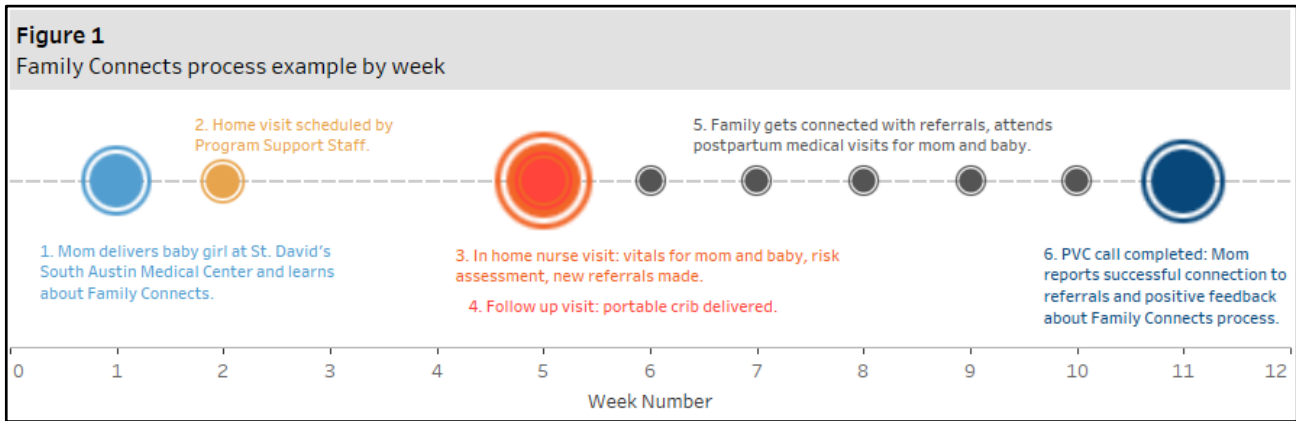 Figure 1
Family Connects process example by week
2. Home visit scheduled by
Program Support Staff.
5. Family gets connected with referrals, attends
postpartum medical visits for mom and baby.
1. Mom delivers baby girl at St. David's
South Austin Medical Center and learns
about Family Connects.
3. In home nurse visit: vitals for mom and baby, risk
assessment, new referrals made.
4. Follow up visit: portable crib delivered.
6. PVC call completed: Mom
reports successful connection to
referrals and positive feedback
about Family Connects process.
0 1 2 3 4 5 6 7 8 9 10 11 12
Week Number